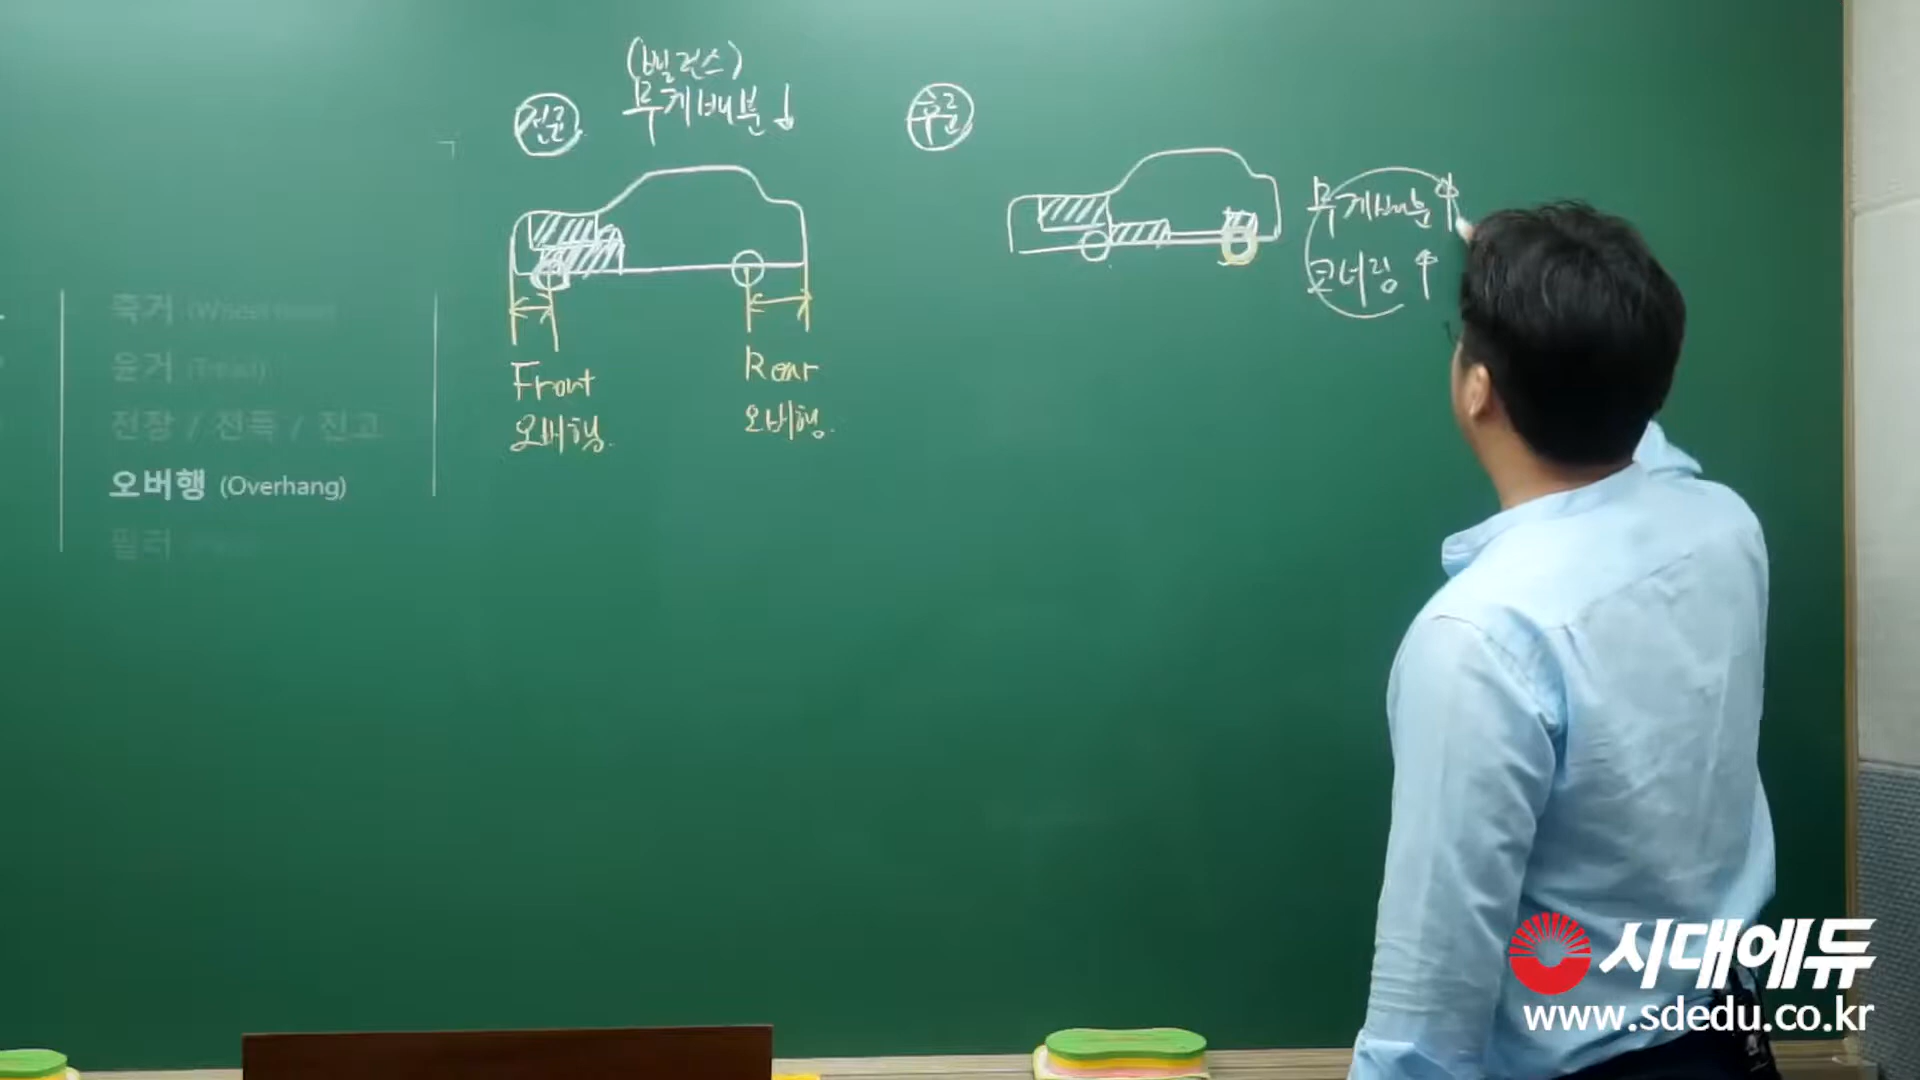 (밸런스)
무게배분↓
전륜
후륜
무게배분↑
코너링↑
Front
오버행.
Rear
오버행.
축거
윤거 (Tread)
전장 / 전폭 / 전고
오버행 (Overhang)
필러
시대에듀
www.sdedu.co.kr